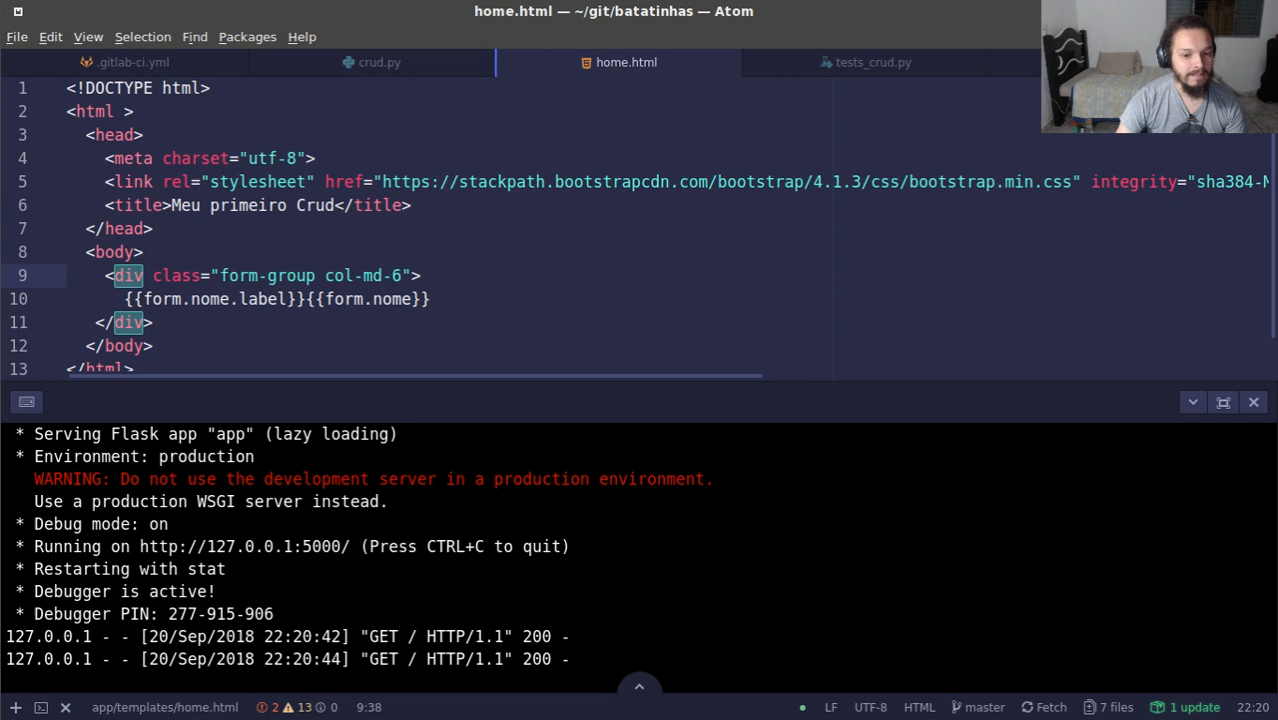 home.html — ~/git/batatinhas — Atom
File Edit View Selection Find Packages Help
.gitlab-ci.yml crud.py home.html tests_crud.py
1 <!DOCTYPE html>
2 <html >
3 <head>
4 <meta charset="utf-8">
5 <link rel="stylesheet" href="https://stackpath.bootstrapcdn.com/bootstrap/4.1.3/css/bootstrap.min.css" integrity="sha384-M
6 <title>Meu primeiro Crud</title>
7 </head>
8 <body>
9 <div class="form-group col-md-6">
10 {{form.nome.label}}{{form.nome}}
11 </div>
12 </body>
13 </html>
* Serving Flask app "app" (lazy loading)
* Environment: production
WARNING: Do not use the development server in a production environment.
Use a production WSGI server instead.
* Debug mode: on
* Running on http://127.0.0.1:5000/ (Press CTRL+C to quit)
* Restarting with stat
* Debugger is active!
* Debugger PIN: 277-915-906
127.0.0.1 - - [20/Sep/2018 22:20:42] "GET / HTTP/1.1" 200 -
127.0.0.1 - - [20/Sep/2018 22:20:44] "GET / HTTP/1.1" 200 -
app/templates/home.html 2 13 0 9:38 LF UTF-8 HTML master Fetch 7 files 1 update 22:20